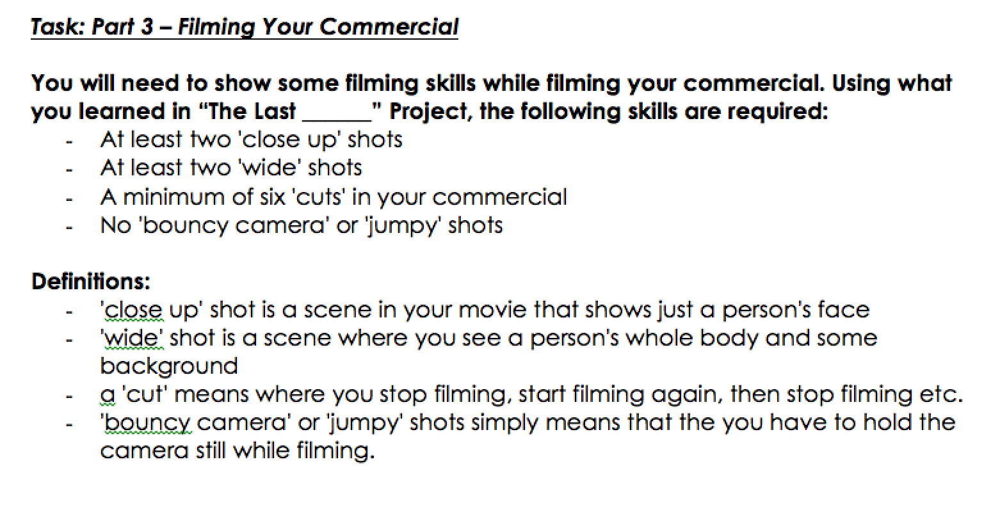 Task: Part 3 – Filming Your Commercial
You will need to show some filming skills while filming your commercial. Using what
you learned in “The Last ______” Project, the following skills are required:
- At least two 'close up' shots
- At least two 'wide' shots
- A minimum of six 'cuts' in your commercial
- No 'bouncy camera' or 'jumpy' shots
Definitions:
- 'close up' shot is a scene in your movie that shows just a person's face
- 'wide' shot is a scene where you see a person's whole body and some
background
- a 'cut' means where you stop filming, start filming again, then stop filming etc.
- 'bouncy camera' or 'jumpy' shots simply means that the you have to hold the
camera still while filming.